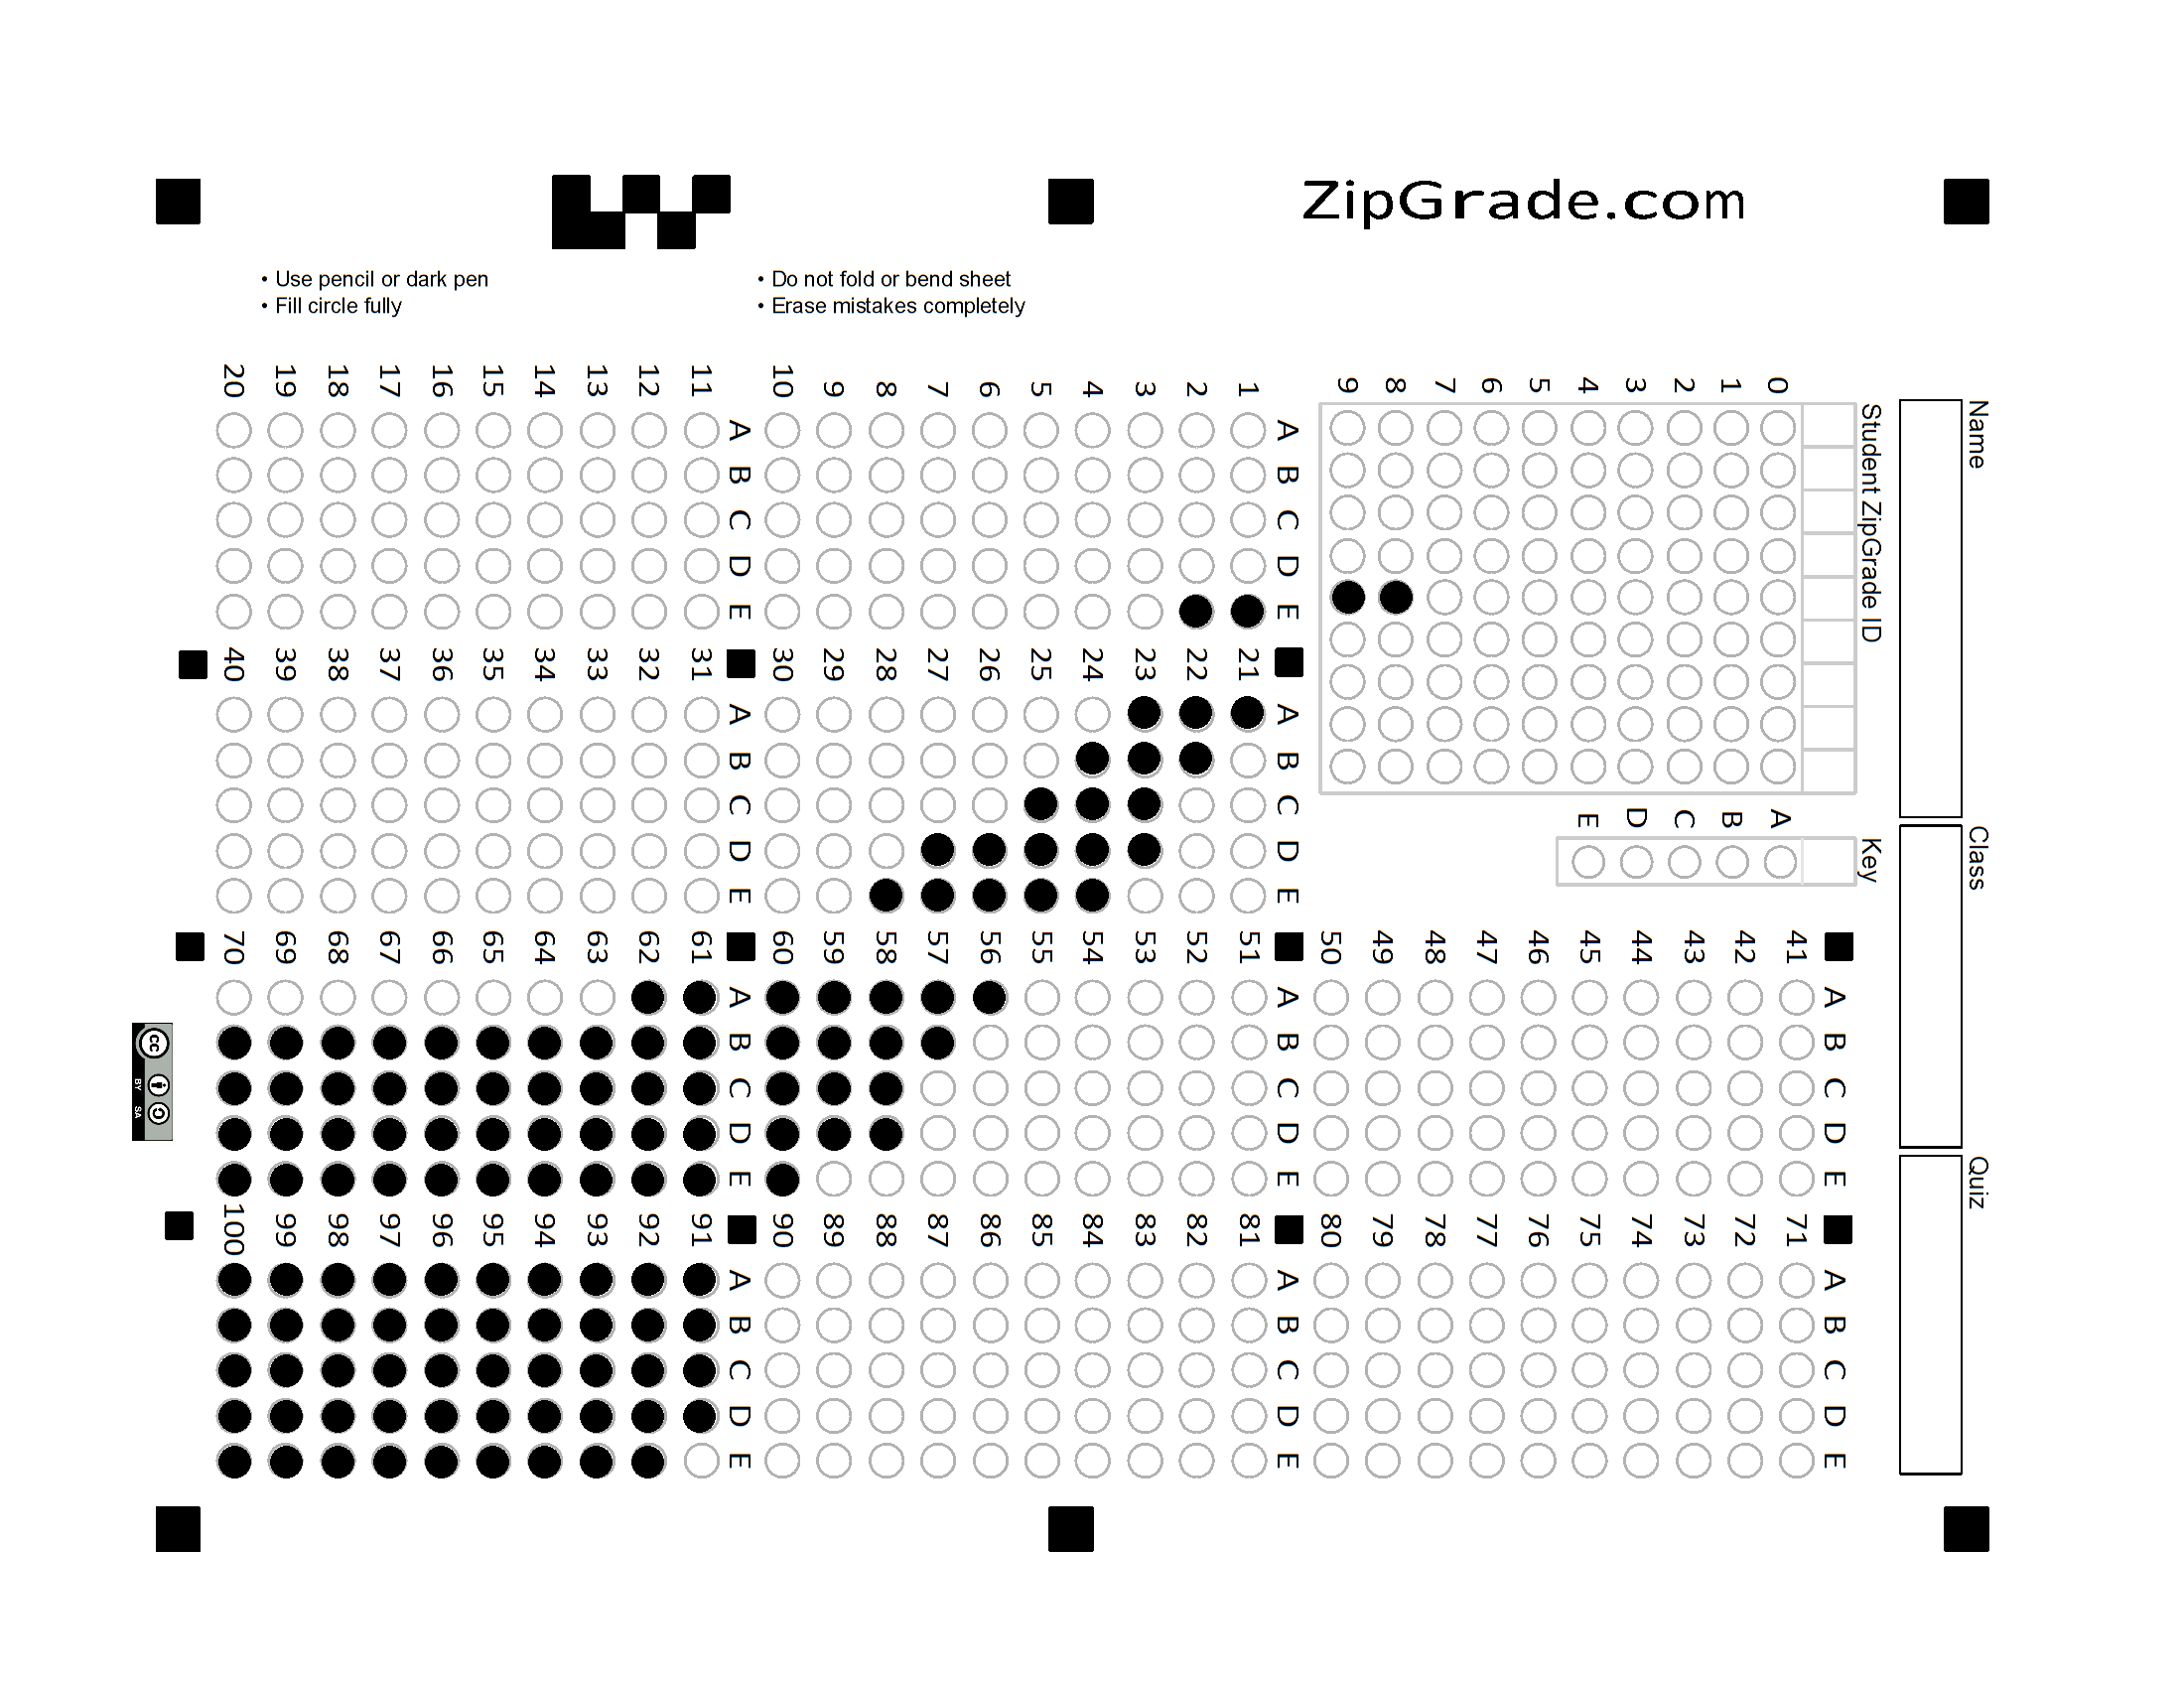 ZipGrade.com
• Use pencil or dark pen
• Fill circle fully
• Do not fold or bend sheet
• Erase mistakes completely
Name
Class
Quiz
Student ZipGrade ID
0 1 2 3 4 5 6 7 8 9
Key
A B C D E
1 2 3 4 5 6 7 8 9 10
A B C D E
11 12 13 14 15 16 17 18 19 20
A B C D E
21 22 23 24 25 26 27 28 29 30
A B C D E
31 32 33 34 35 36 37 38 39 40
A B C D E
41 42 43 44 45 46 47 48 49 50
A B C D E
51 52 53 54 55 56 57 58 59 60
A B C D E
61 62 63 64 65 66 67 68 69 70
A B C D E
71 72 73 74 75 76 77 78 79 80
A B C D E
81 82 83 84 85 86 87 88 89 90
A B C D E
91 92 93 94 95 96 97 98 99 100
A B C D E
cc BY SA